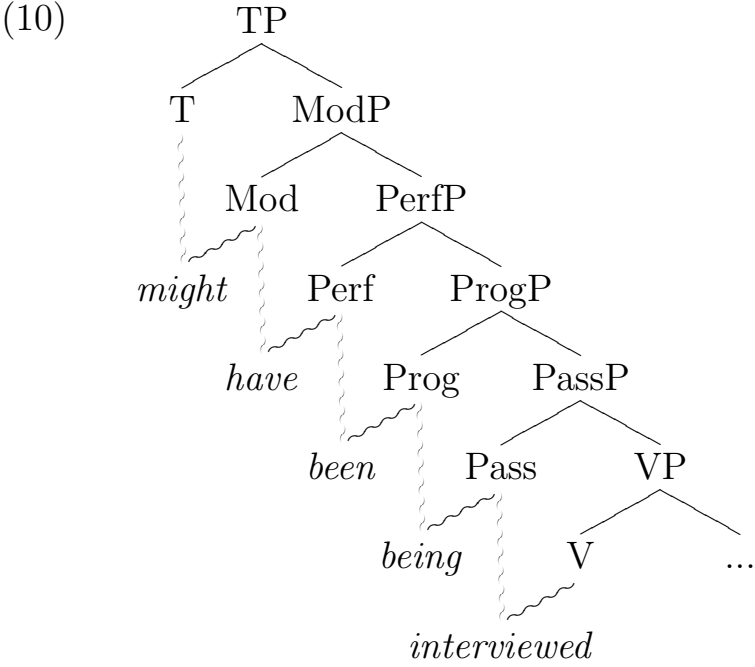 (10) TP
T ModP
Mod PerfP
might Perf ProgP
have Prog PassP
been Pass VP
being V ...
interviewed